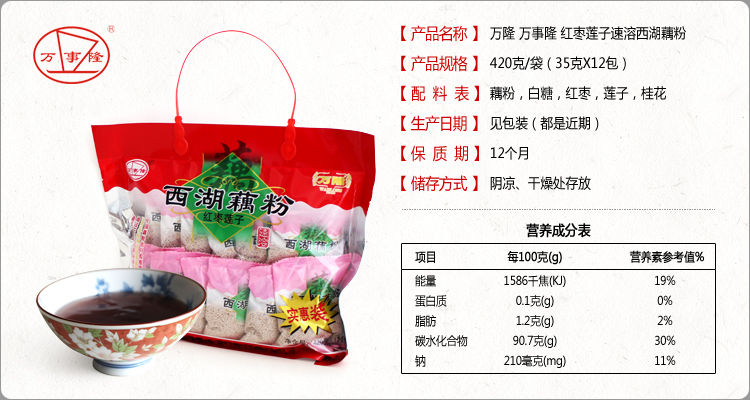 万事隆
®
藕
西湖藕粉
红枣莲子
万隆
西湖藕粉
实惠装
【产品名称】 万隆 万事隆 红枣莲子速溶西湖藕粉
【产品规格】 420克/袋（35克X12包）
【配 料 表】 藕粉，白糖，红枣，莲子，桂花
【生产日期】 见包装（都是近期）
【保 质 期】 12个月
【储存方式】 阴凉、干燥处存放
营养成分表
项目 每100克(g) 营养素参考值%
能量 1586千焦(KJ) 19%
蛋白质 0.1克(g) 0%
脂肪 1.2克(g) 2%
碳水化合物 90.7克(g) 30%
钠 210毫克(mg) 11%